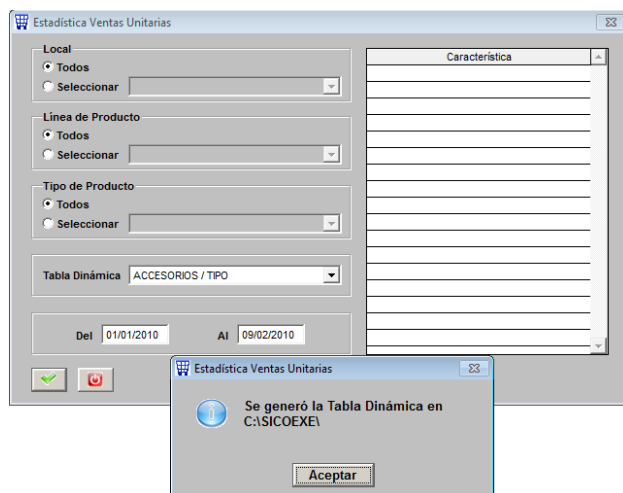 Estadística Ventas Unitarias
Local
Todos
Seleccionar
Línea de Producto
Todos
Seleccionar
Tipo de Producto
Todos
Seleccionar
Tabla Dinámica ACCESORIOS / TIPO
Del 01/01/2010 Al 09/02/2010
Característica
Estadística Ventas Unitarias
Se generó la Tabla Dinámica en
C:\SICOEXE\
Aceptar